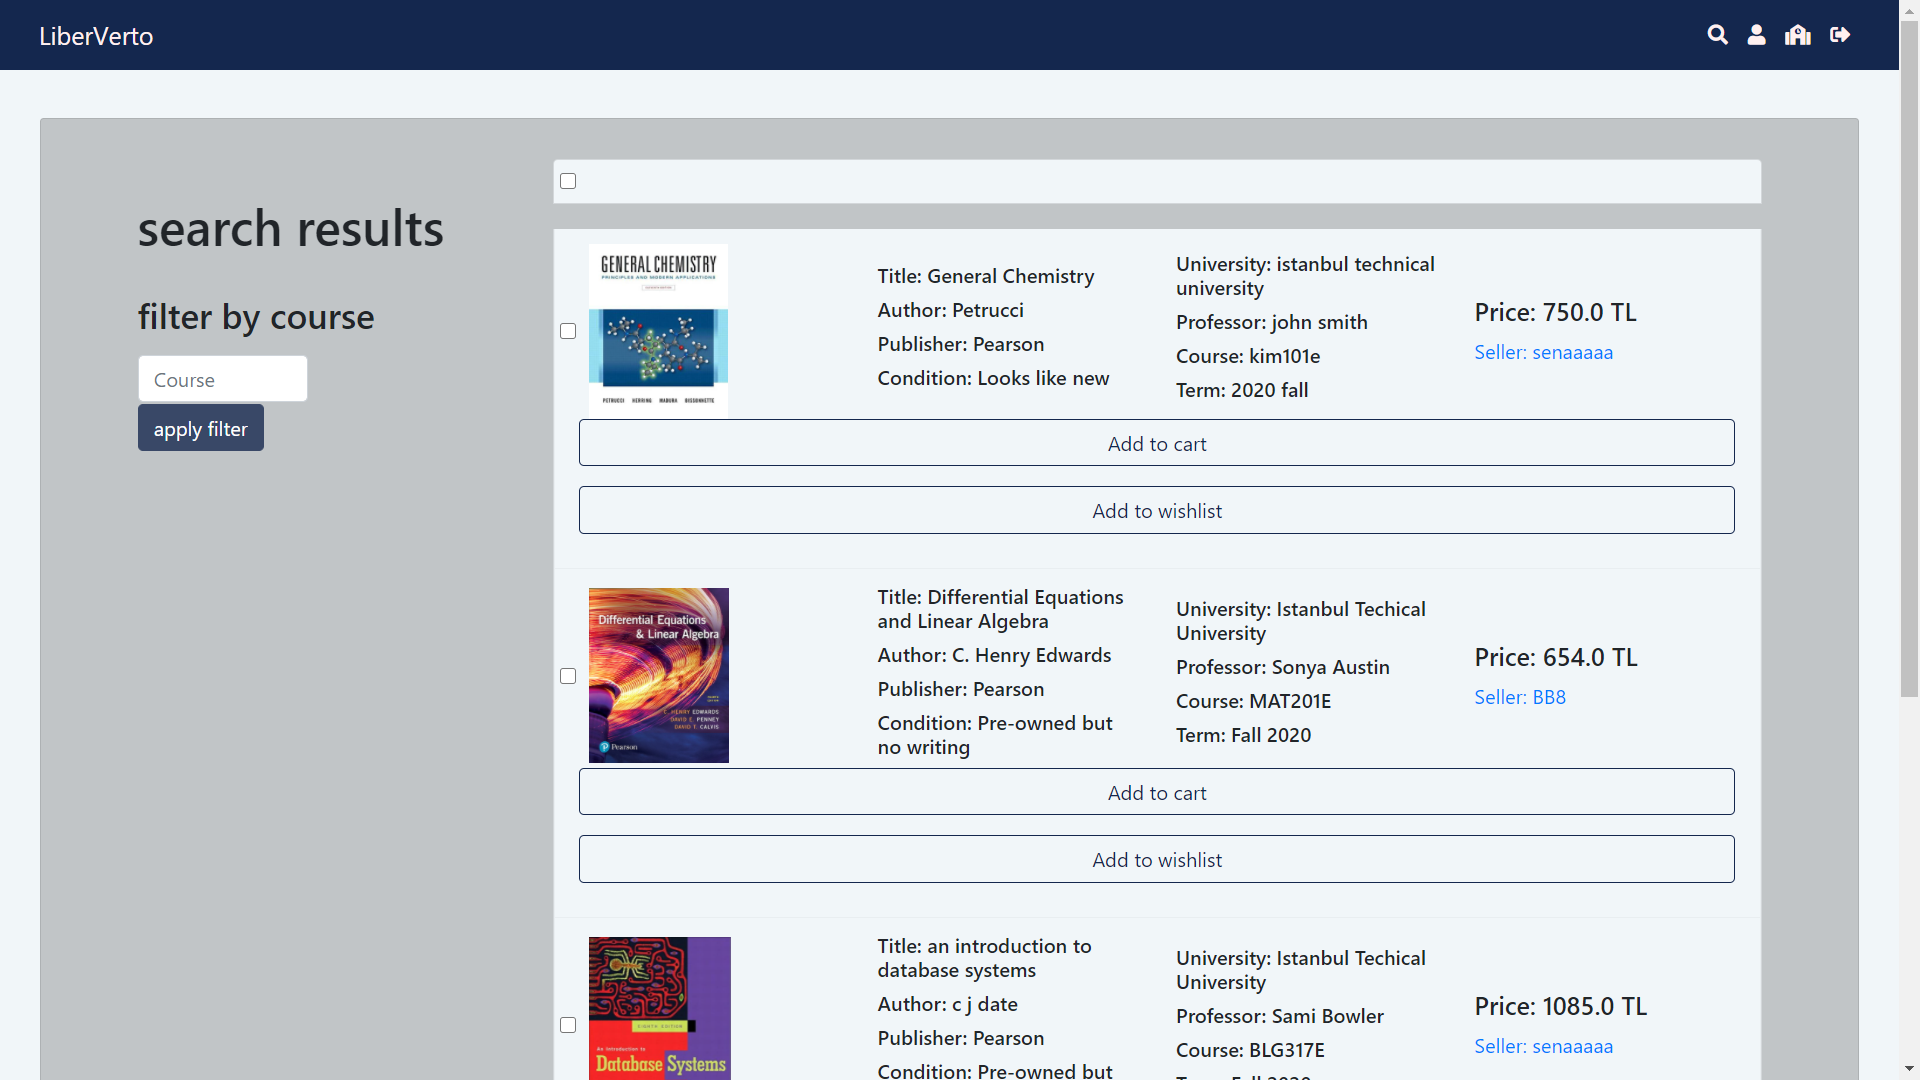 LiberVerto
search results
filter by course
Course
apply filter
GENERAL CHEMISTRY
PRINCIPLES AND MODERN APPLICATIONS
PETRUCCI HERRING MADURA BISSONNETTE
Title: General Chemistry
Author: Petrucci
Publisher: Pearson
Condition: Looks like new
University: istanbul technical
university
Professor: john smith
Course: kim101e
Term: 2020 fall
Price: 750.0 TL
Seller: senaaaaa
Add to cart
Add to wishlist
Differential Equations
& Linear Algebra
C. HENRY EDWARDS
DAVID E. PENNEY
DAVID T. CALVIS
Pearson
Title: Differential Equations
and Linear Algebra
Author: C. Henry Edwards
Publisher: Pearson
Condition: Pre-owned but
no writing
University: Istanbul Techical
University
Professor: Sonya Austin
Course: MAT201E
Term: Fall 2020
Price: 654.0 TL
Seller: BB8
Add to cart
Add to wishlist
EIGHTH EDITION
An Introduction to
Database Systems
Title: an introduction to
database systems
Author: c j date
Publisher: Pearson
Condition: Pre-owned but
University: Istanbul Techical
University
Professor: Sami Bowler
Course: BLG317E
Term: Fall 2020
Price: 1085.0 TL
Seller: senaaaaa